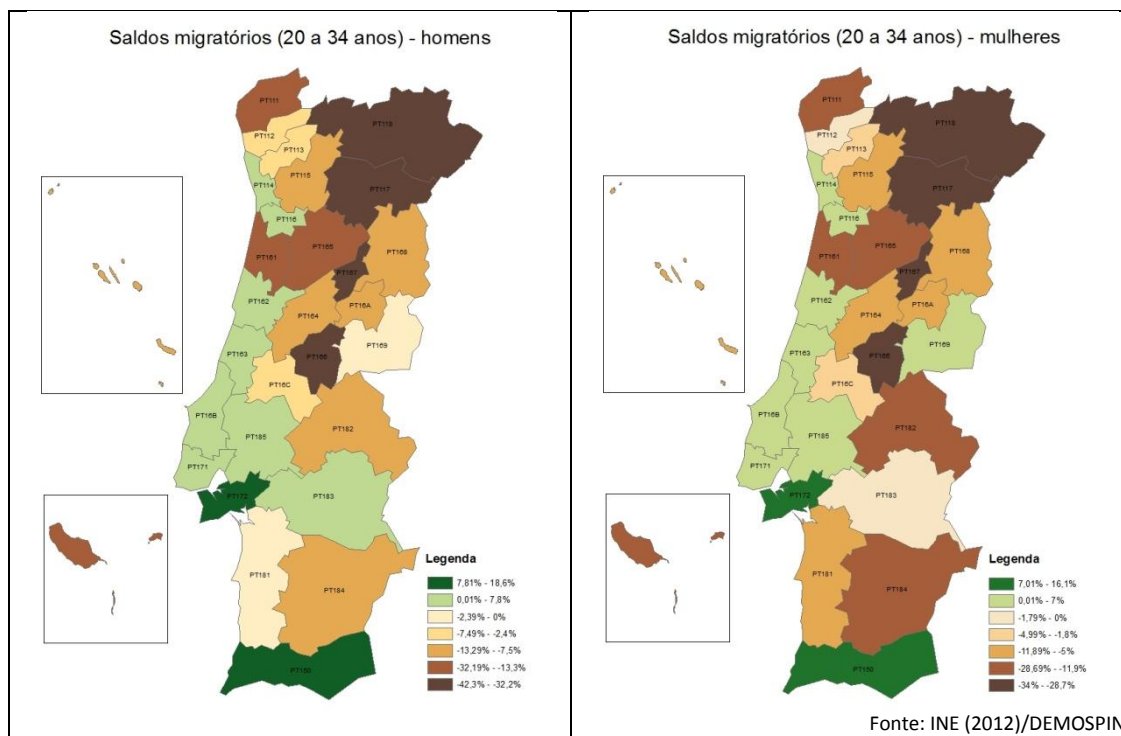 Saldos migratórios (20 a 34 anos) - homens
PT111
PT118
PT112
PT113
PT114
PT115
PT117
PT116
PT161
PT165
PT168
PT167
PT162
PT164
PT16A
PT163
PT166
PT169
PT16C
PT16B
PT185
PT182
PT171
PT172
PT183
PT181
PT184
PT150
Legenda
7,81% - 18,6%
0,01% - 7,8%
-2,39% - 0%
-7,49% - -2,4%
-13,29% - -7,5%
-32,19% - -13,3%
-42,3% - -32,2%
Saldos migratórios (20 a 34 anos) - mulheres
PT111
PT118
PT112
PT113
PT114
PT115
PT117
PT116
PT161
PT165
PT168
PT167
PT162
PT164
PT16A
PT163
PT166
PT169
PT16C
PT16B
PT185
PT182
PT171
PT172
PT183
PT181
PT184
PT150
Legenda
7,01% - 16,1%
0,01% - 7%
-1,79% - 0%
-4,99% - -1,8%
-11,89% - -5%
-28,69% - -11,9%
-34% - -28,7%
Fonte: INE (2012)/DEMOSPIN